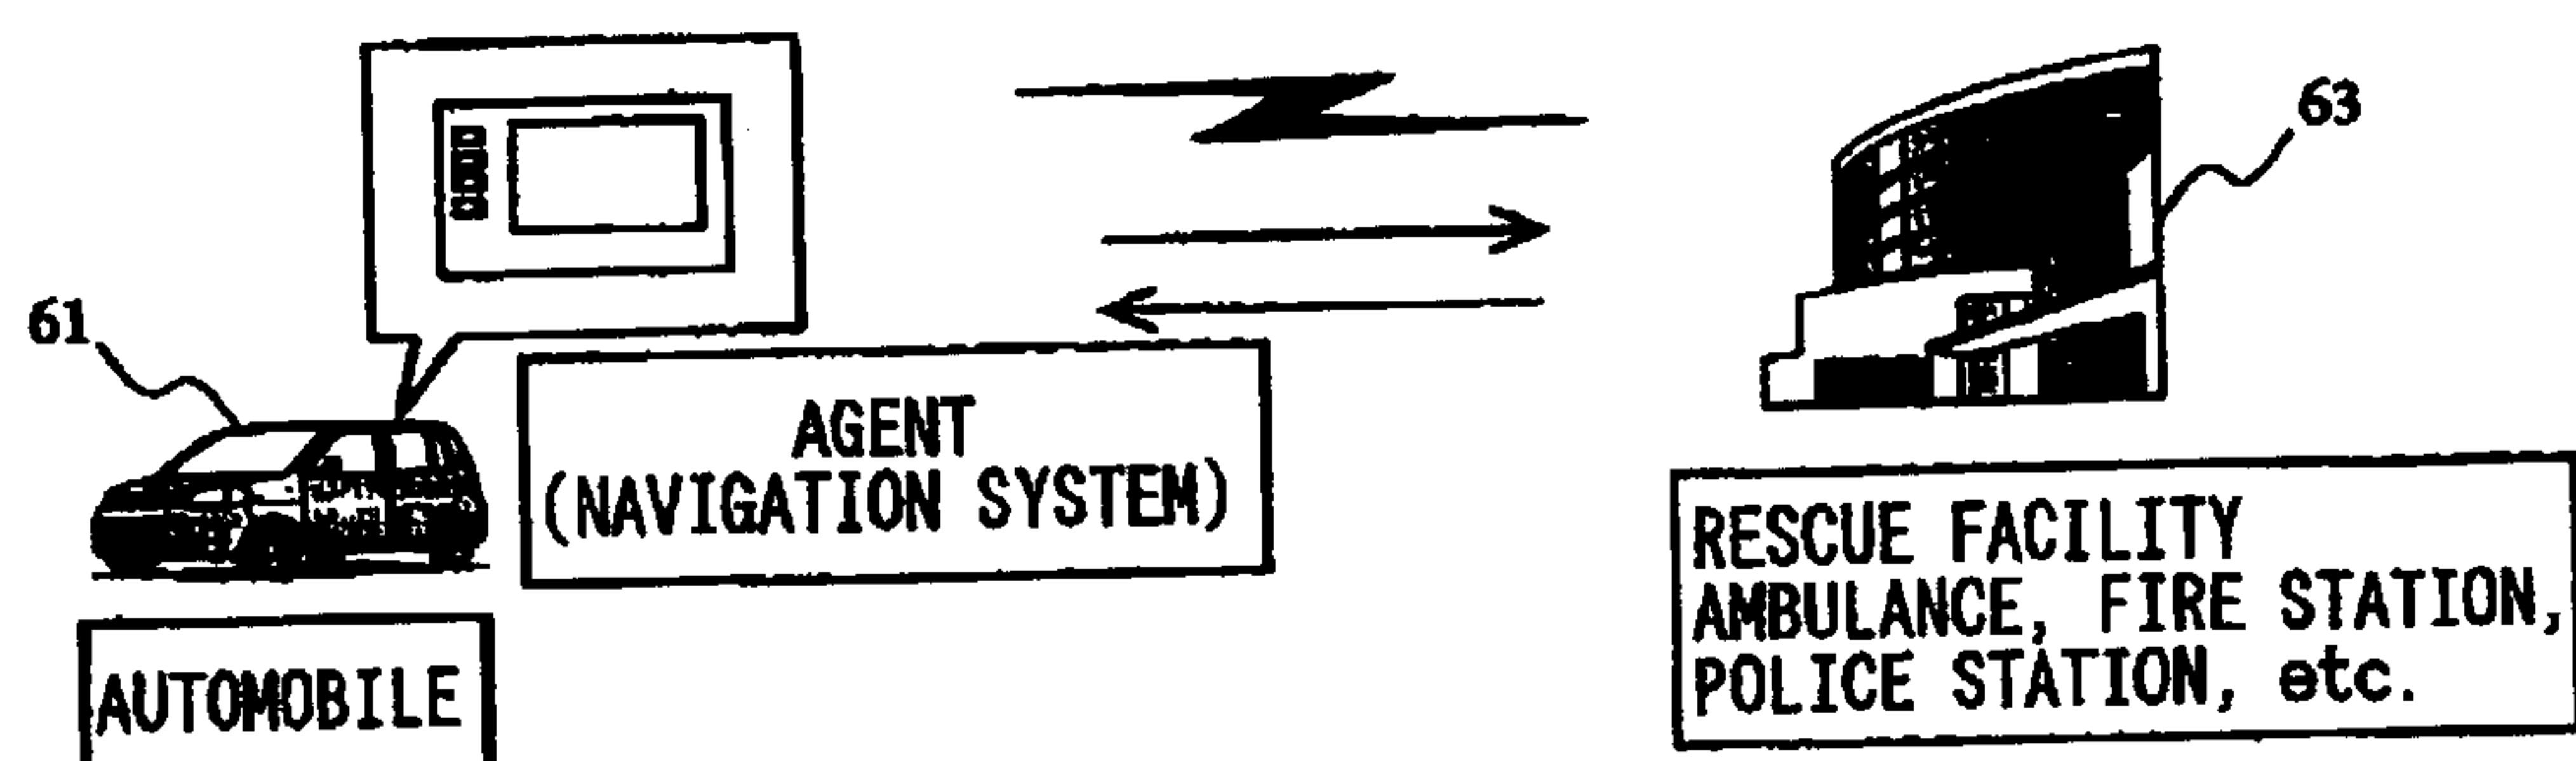 63
61
AGENT
(NAVIGATION SYSTEM)
RESCUE FACILITY
AMBULANCE, FIRE STATION,
POLICE STATION, etc.
AUTOMOBILE